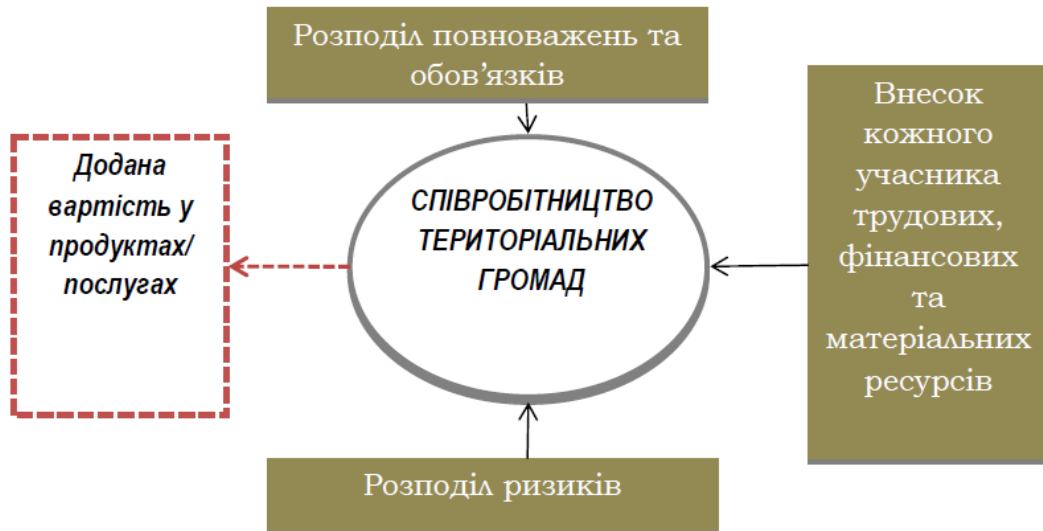 Розподіл повноважень та
обов’язків
Внесок
кожного
учасника
трудових,
фінансових
та
матеріальних
ресурсів
Додана
вартість у
продуктах/
послугах
СПІВРОБІТНИЦТВО
ТЕРИТОРІАЛЬНИХ
ГРОМАД
Розподіл ризиків